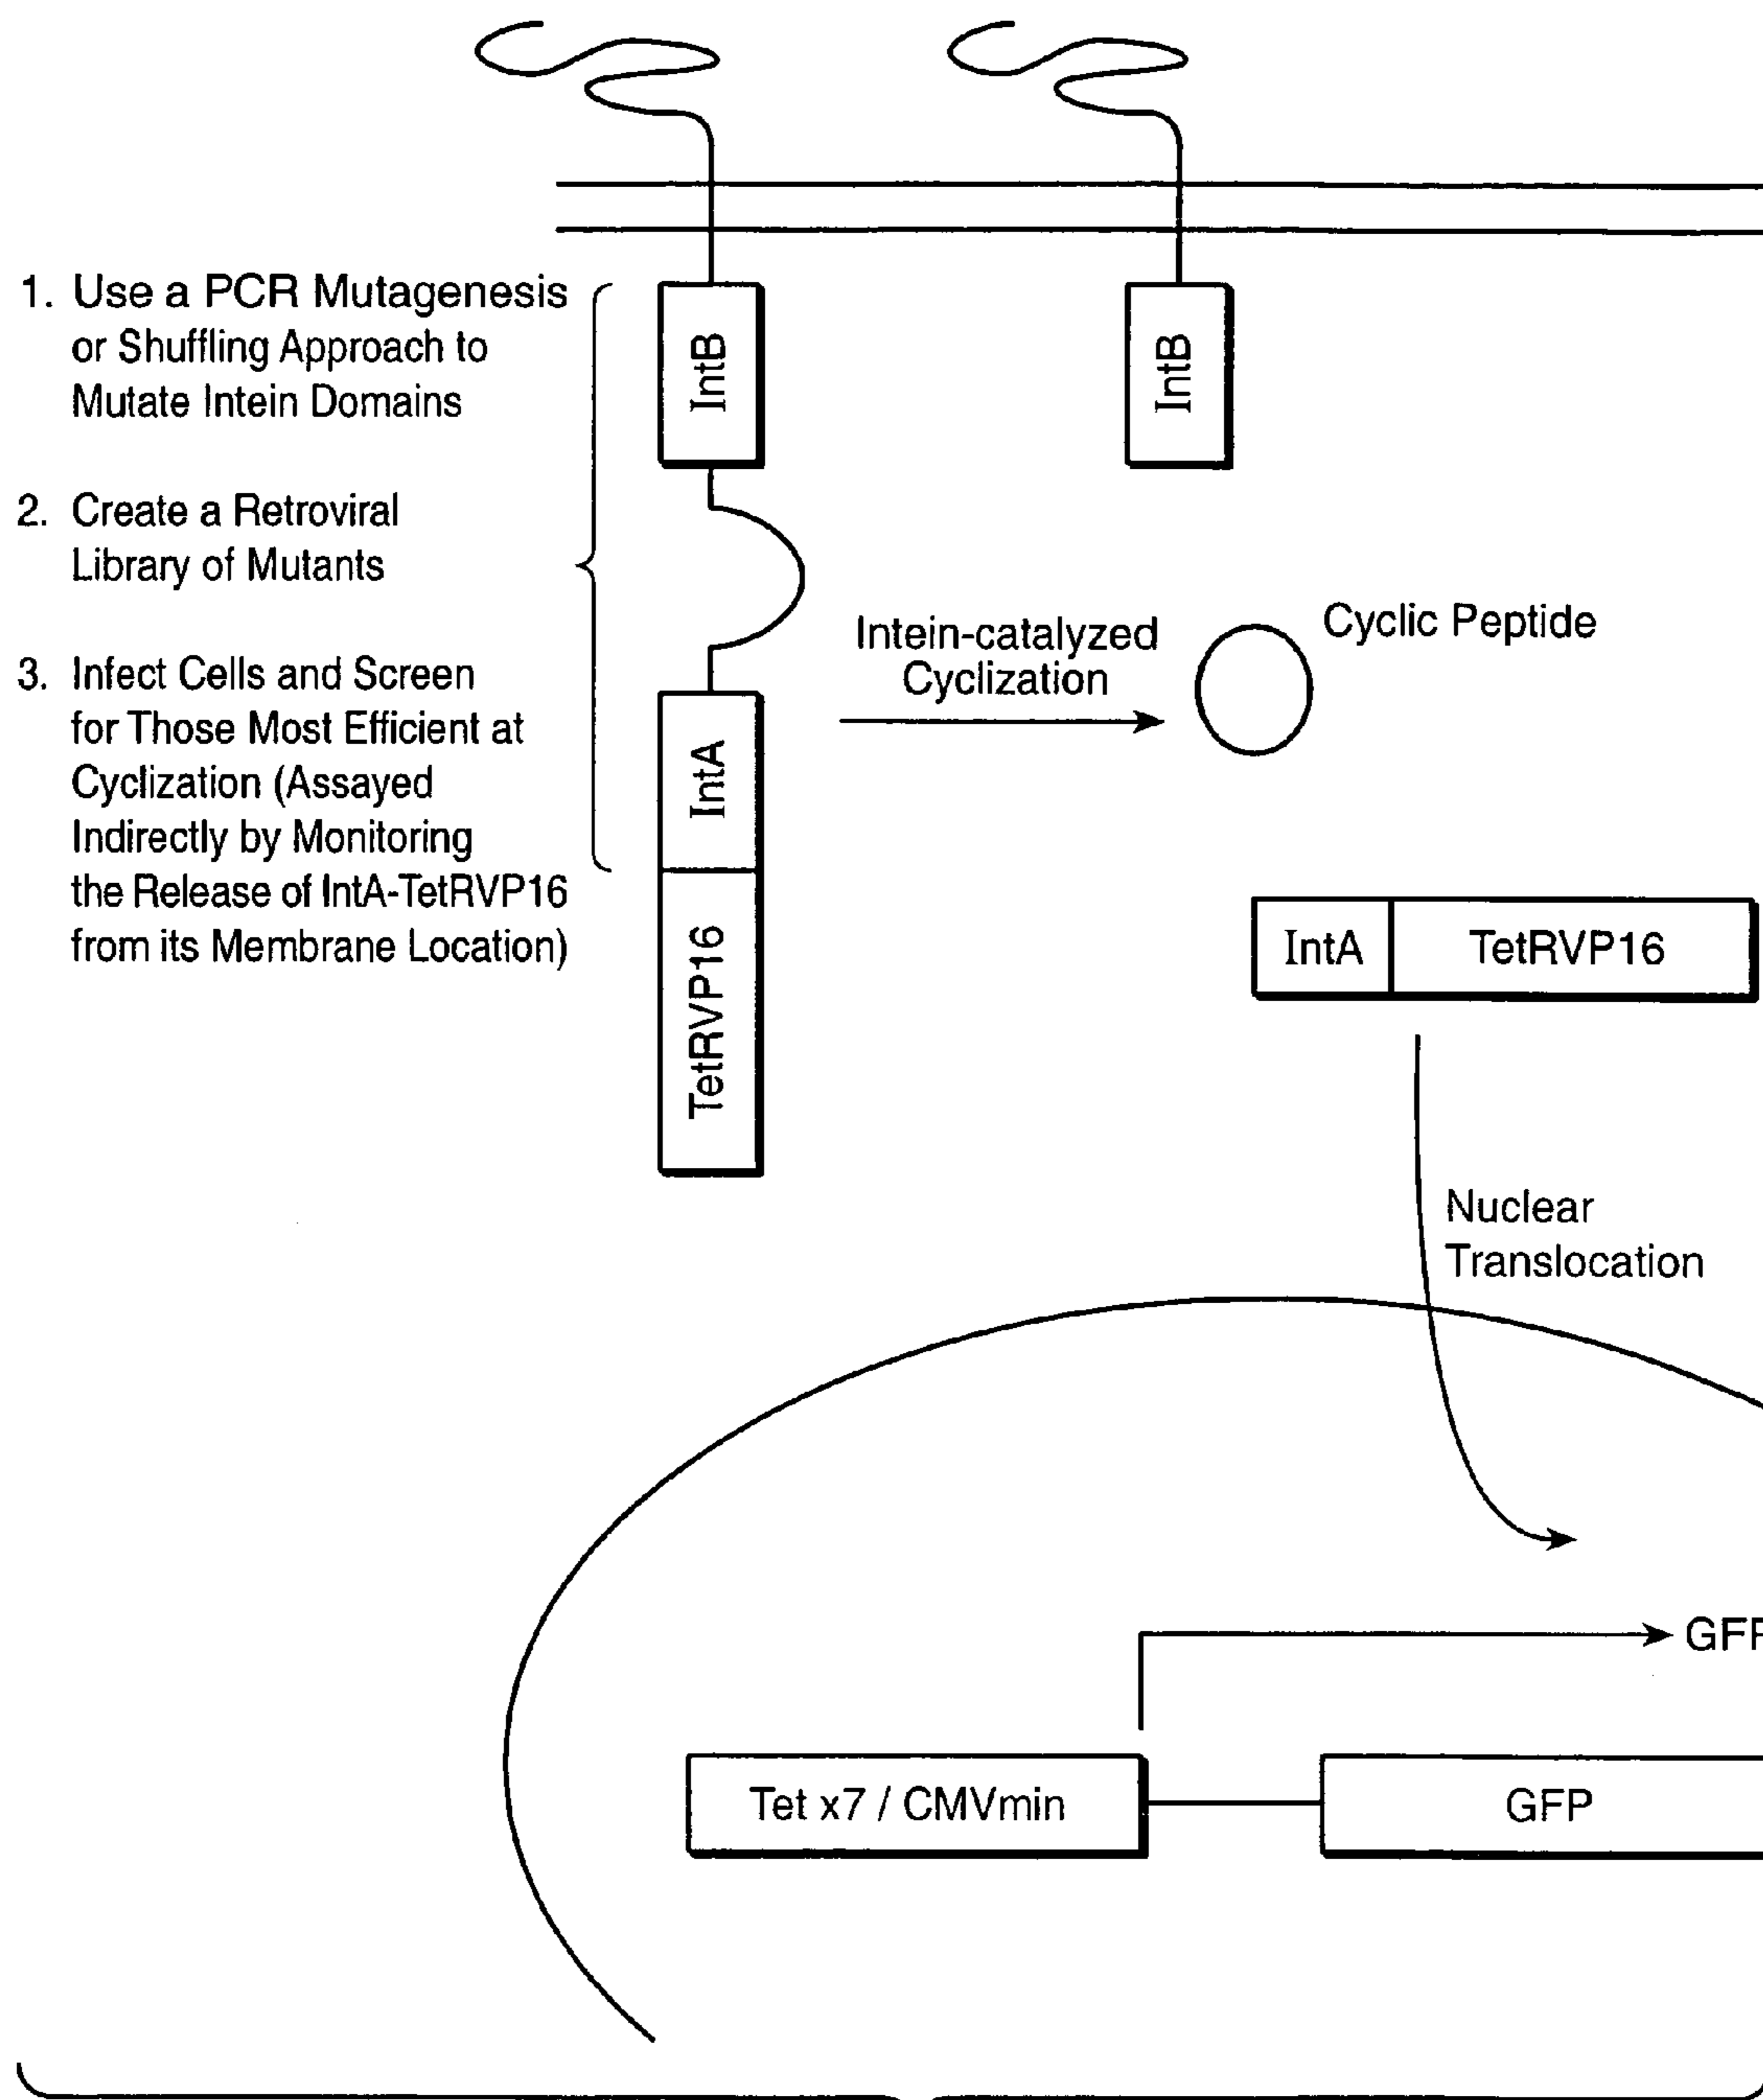 1. Use a PCR Mutagenesis
or Shuffling Approach to
Mutate Intein Domains
2. Create a Retroviral
Library of Mutants
3. Infect Cells and Screen
for Those Most Efficient at
Cyclization (Assayed
Indirectly by Monitoring
the Release of IntA-TetRVP16
from its Membrane Location)
IntB
IntA
TetRVP16
Intein-catalyzed
Cyclization
IntB
Cyclic Peptide
IntA
TetRVP16
Nuclear
Translocation
GFP
Tet x7 / CMVmin
GFP